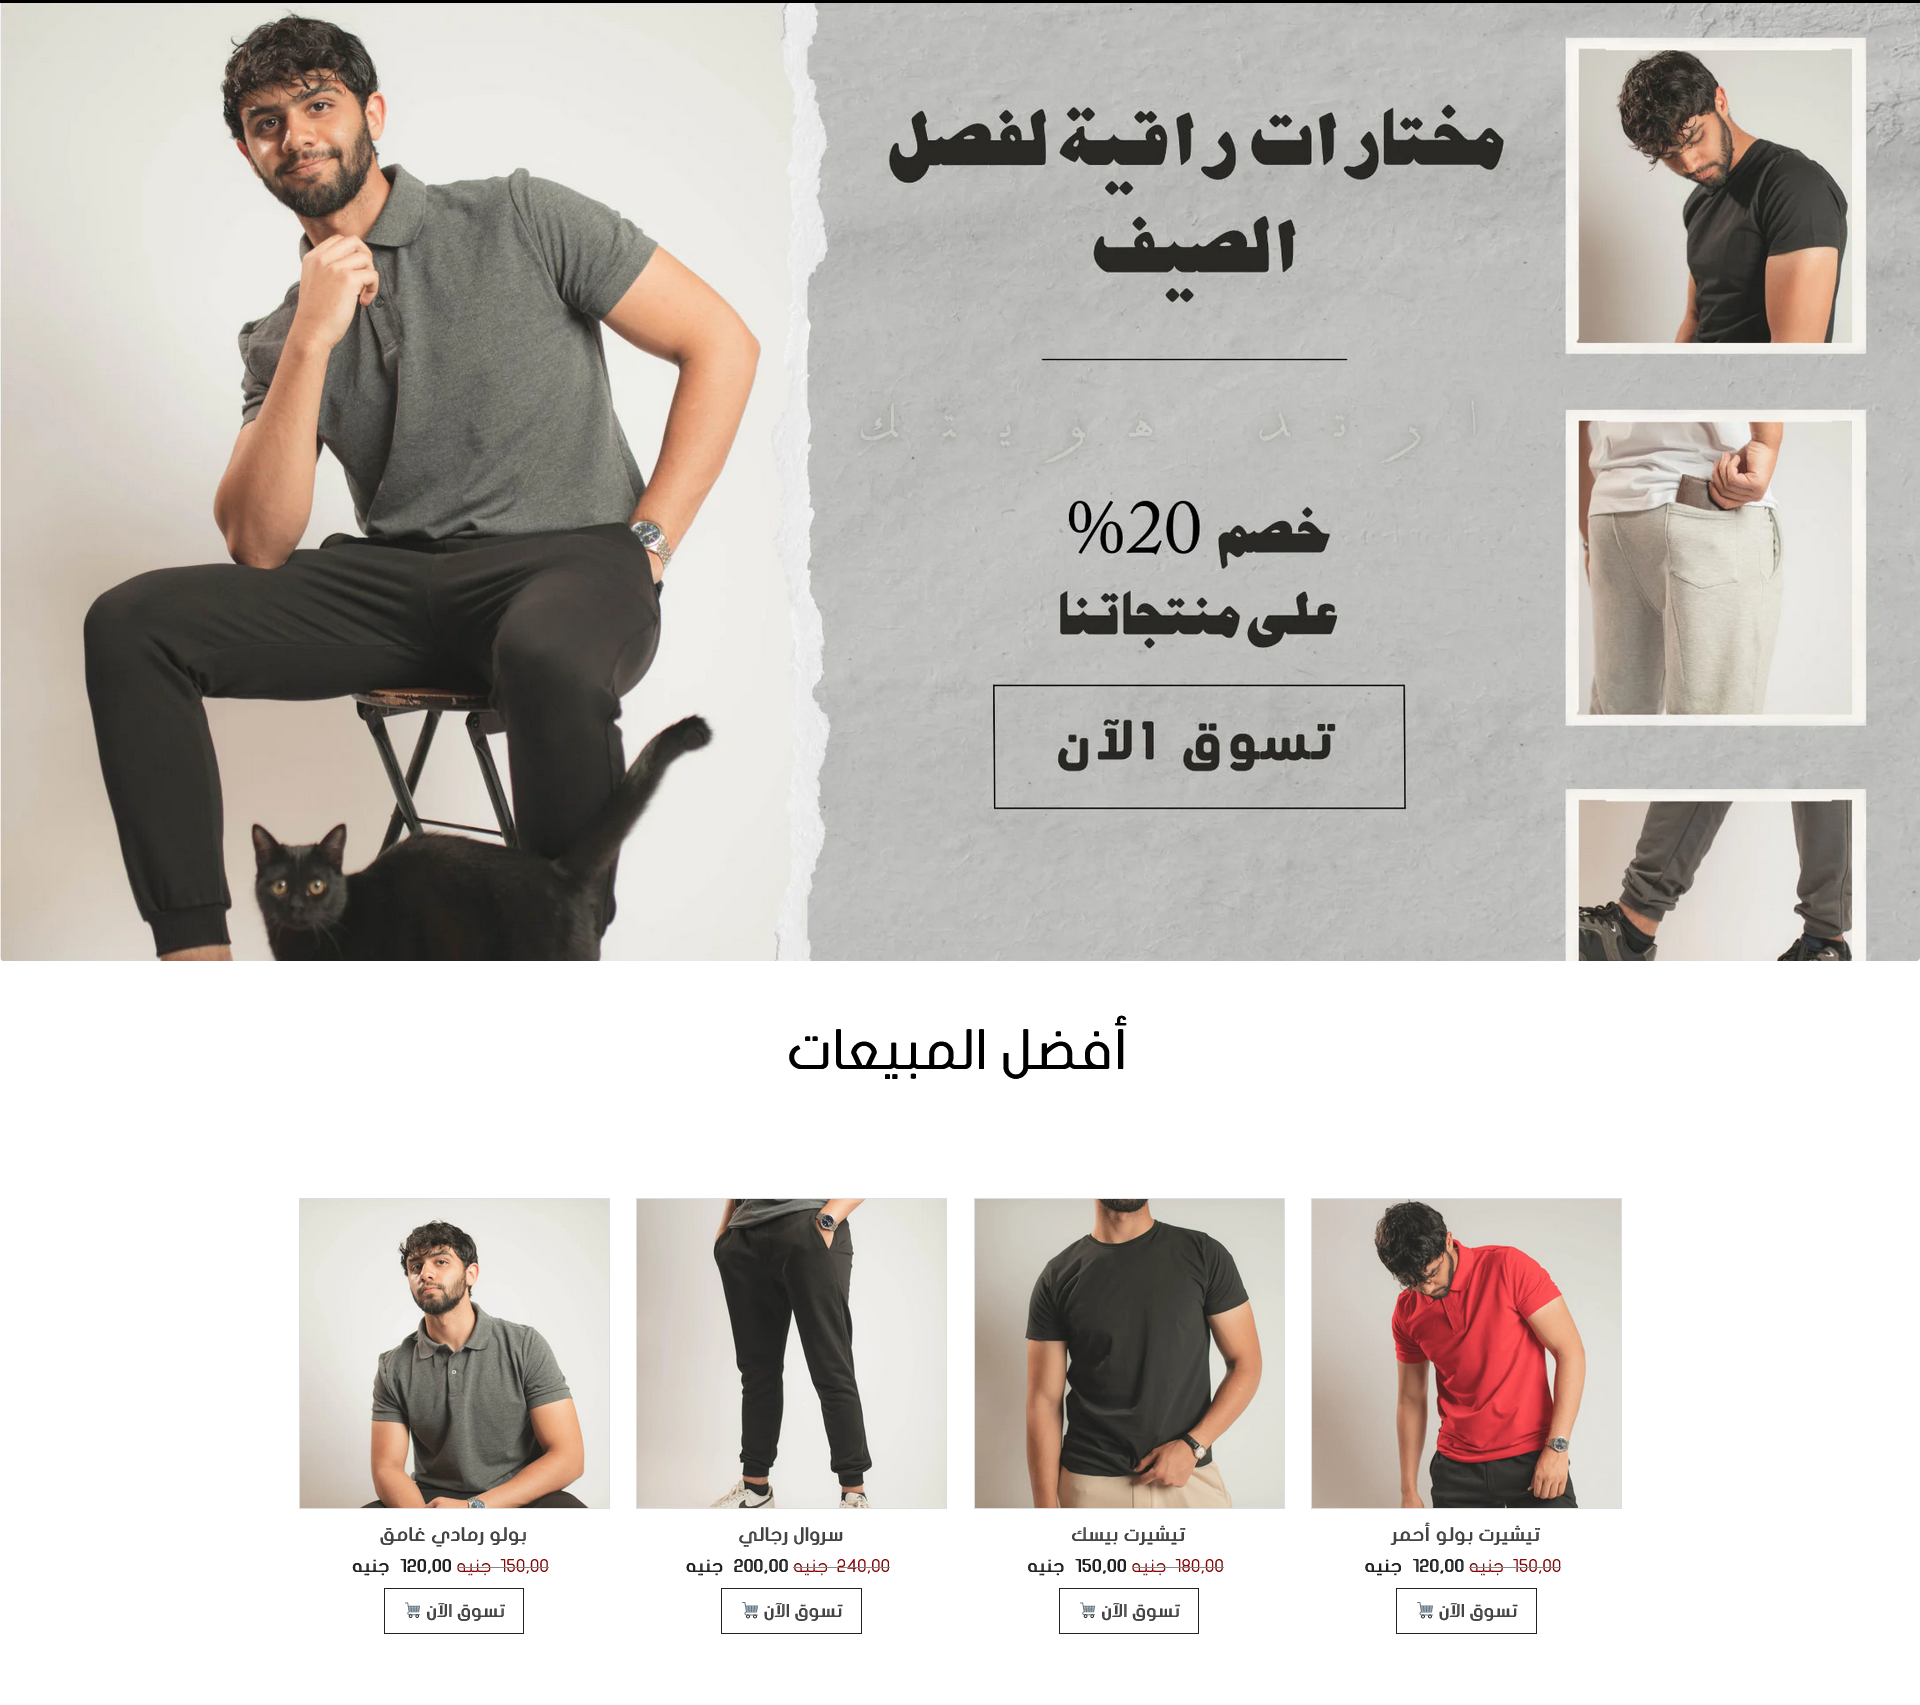 مختارات راقية لفصل
الصيف
ارتد هويتك
خصم 20%
على منتجاتنا
تسوق الآن
أفضل المبيعات
تيشيرت بولو أحمر
150,00 جنيه 120,00 جنيه
تسوق الآن 🛒
تيشيرت بيسك
180,00 جنيه 150,00 جنيه
تسوق الآن 🛒
سروال رجالي
240,00 جنيه 200,00 جنيه
تسوق الآن 🛒
بولو رمادي غامق
150,00 جنيه 120,00 جنيه
تسوق الآن 🛒